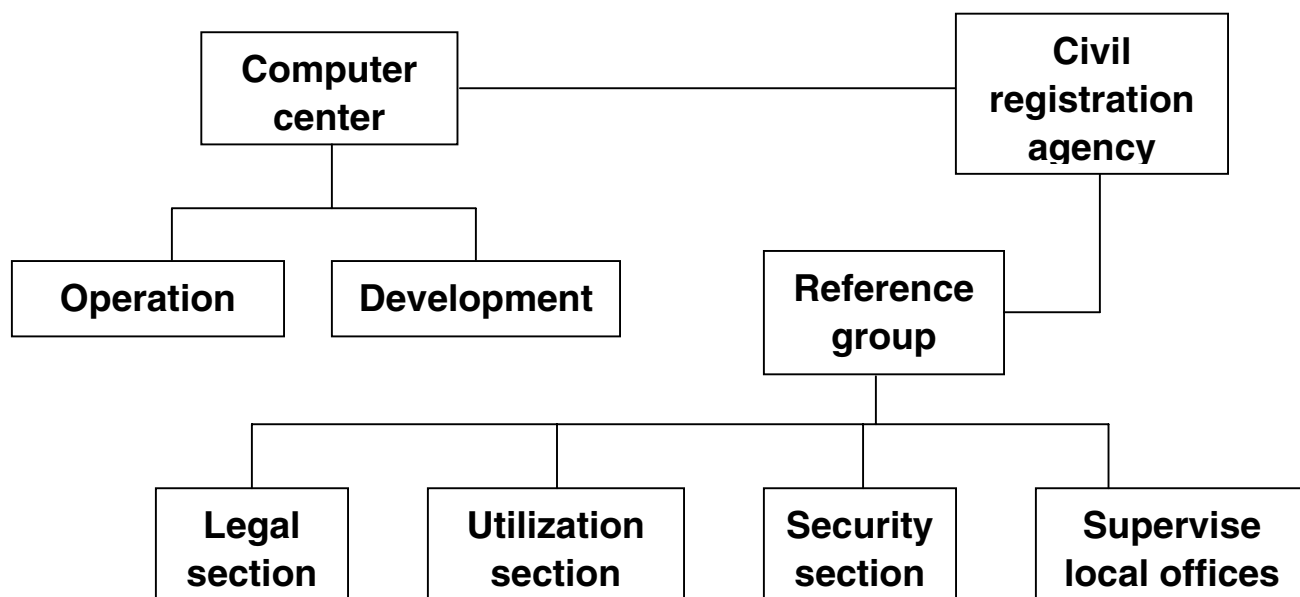 Computer
center
Civil
registration
agency
Operation
Development
Reference
group
Legal
section
Utilization
section
Security
section
Supervise
local offices